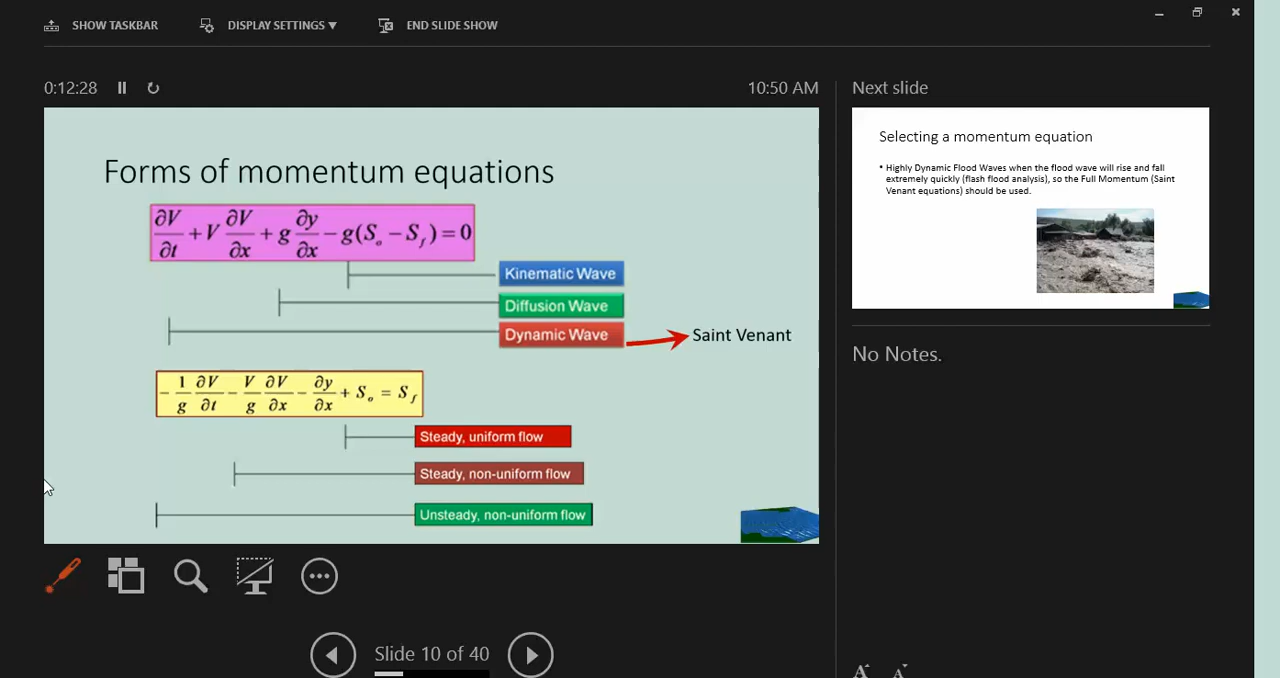 SHOW TASKBAR DISPLAY SETTINGS ▼ END SLIDE SHOW
0:12:28 10:50 AM
Forms of momentum equations
∂V/∂t + V ∂V/∂x + g ∂y/∂x − g(S_o − S_f) = 0
Kinematic Wave
Diffusion Wave
Dynamic Wave
Saint Venant
− 1/g ∂V/∂t − V/g ∂V/∂x − ∂y/∂x + S_o = S_f
Steady, uniform flow
Steady, non-uniform flow
Unsteady, non-uniform flow
Slide 10 of 40
Next slide
Selecting a momentum equation
• Highly Dynamic Flood Waves when the flood wave will rise and fall
extremely quickly (flash flood analysis), so the Full Momentum (Saint
Venant equations) should be used.
No Notes.
A A